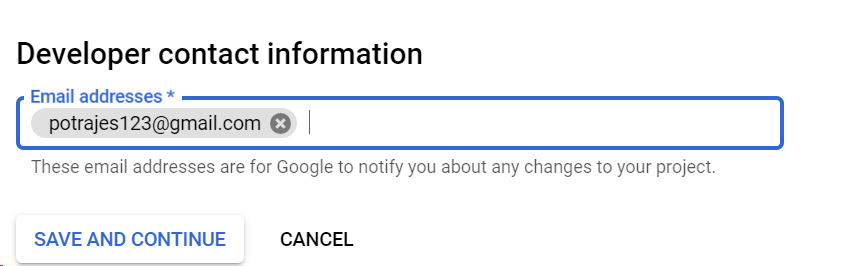 Developer contact information
Email addresses *
potrajes123@gmail.com
These email addresses are for Google to notify you about any changes to your project.
SAVE AND CONTINUE CANCEL